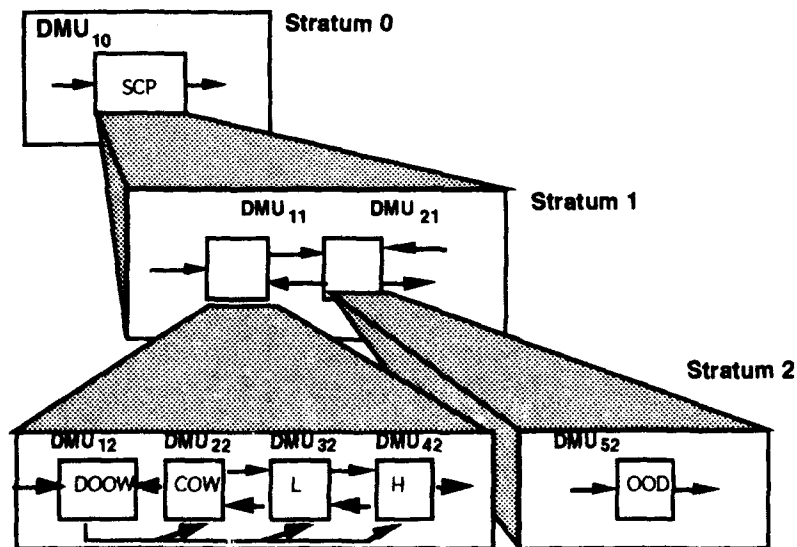 DMU10 Stratum 0
SCP
DMU11 DMU21 Stratum 1
Stratum 2
DMU12 DMU22 DMU32 DMU42 DMU52
DOOW COW L H OOD